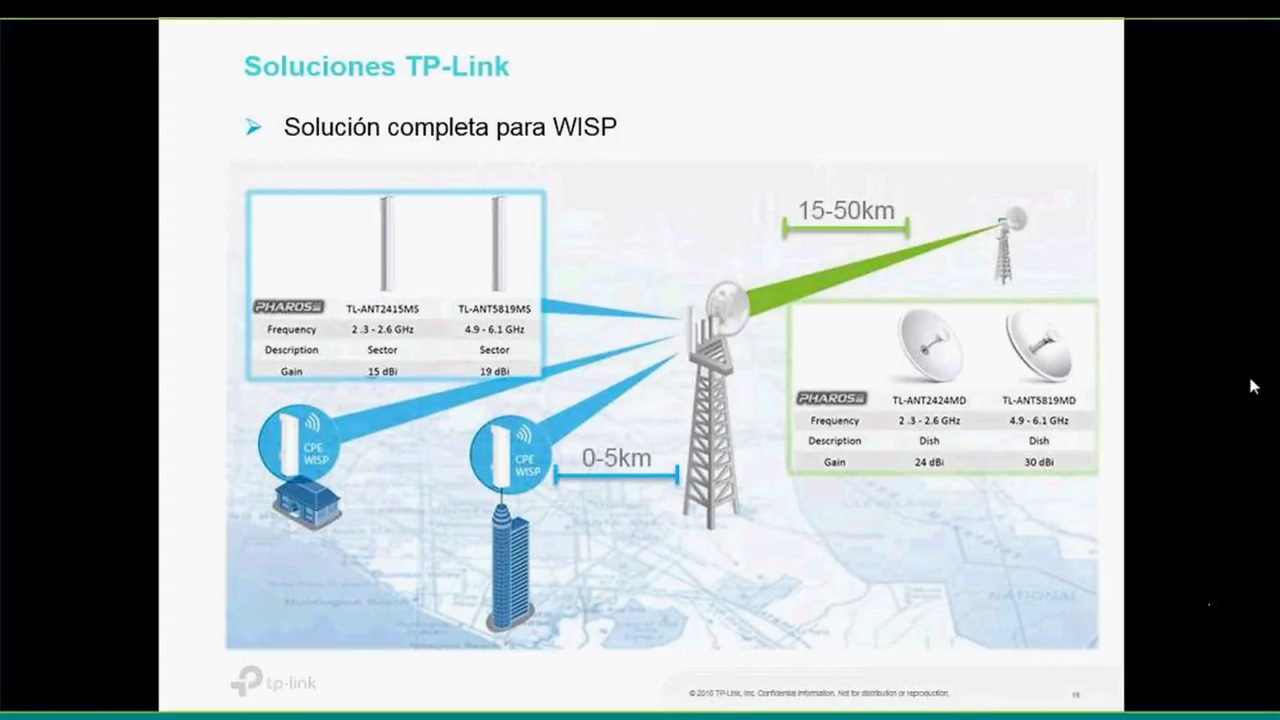 Soluciones TP-Link
Solución completa para WISP
15-50km
PHAROS TL-ANT2415MS TL-ANT5819MS
Frequency 2 .3 - 2.6 GHz 4.9 - 6.1 GHz
Description Sector Sector
Gain 15 dBi 19 dBi
PHAROS TL-ANT2424MD TL-ANT5819MD
Frequency 2 .3 - 2.6 GHz 4.9 - 6.1 GHz
Description Dish Dish
Gain 24 dBi 30 dBi
CPE
WISP
CPE
WISP
0-5km
NATIONAL
tp-link
© 2016 TP-Link, Inc. Confidential Information. Not for distribution or reproduction.